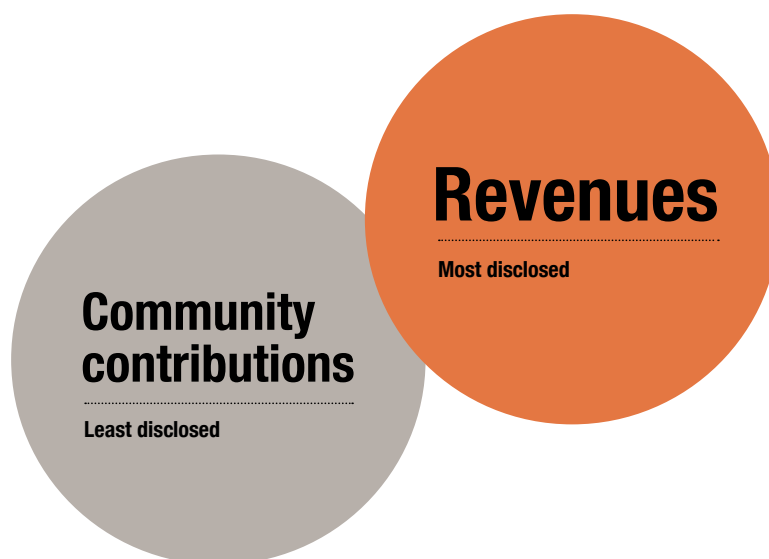 Revenues
Most disclosed
Community
contributions
Least disclosed